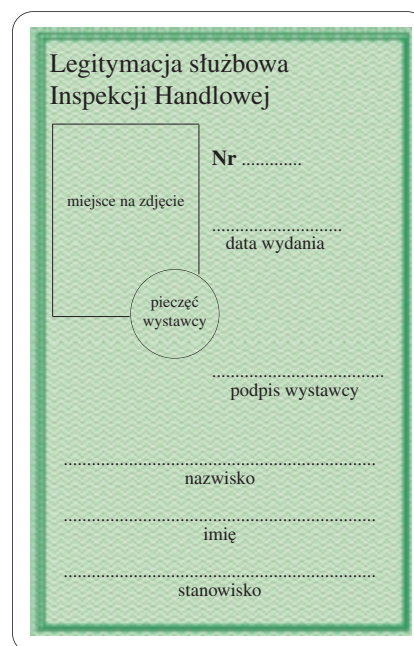 Legitymacja służbowa
Inspekcji Handlowej
Nr .............
miejsce na zdjęcie
............................
data wydania
pieczęć
wystawcy
.....................................
podpis wystawcy
...................................................................
nazwisko
...................................................................
imię
...................................................................
stanowisko